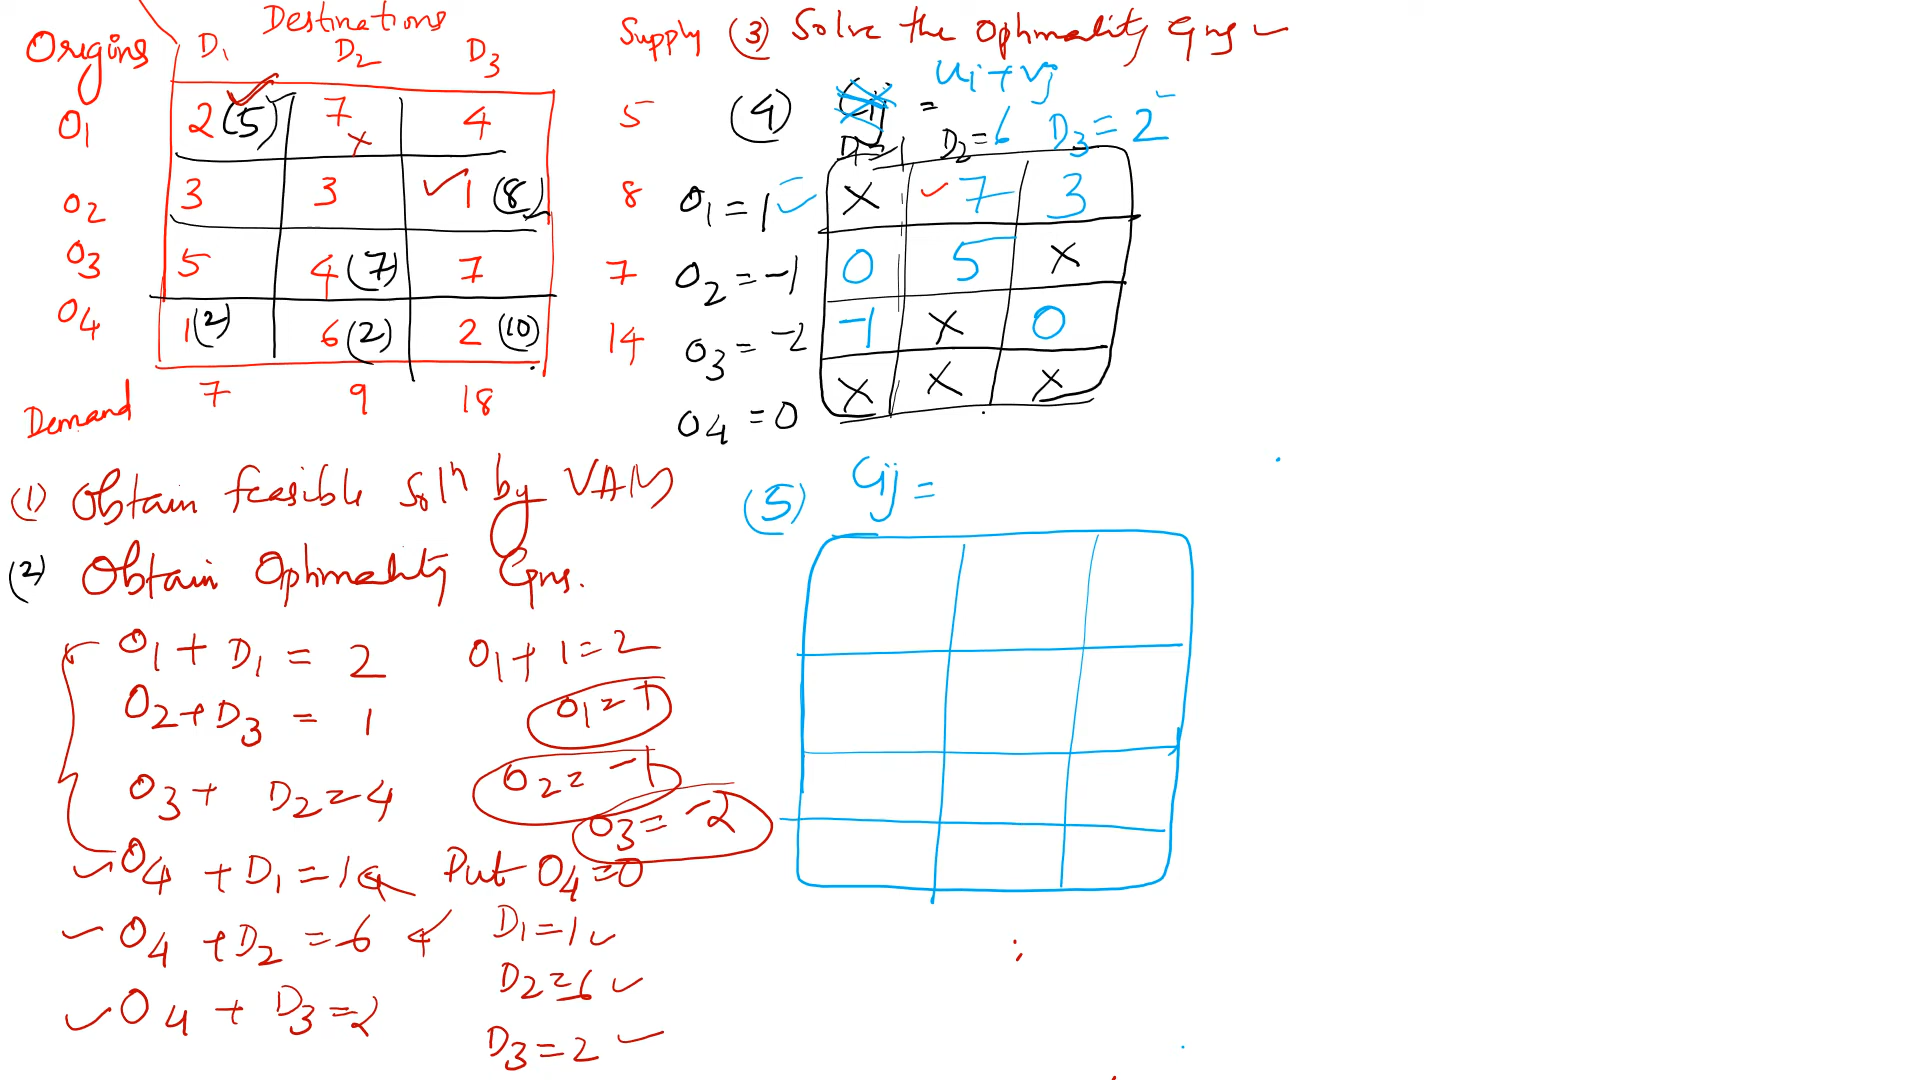 Destinations
Origins D1 D2 D3 Supply
O1 2 (5) 7 × 4 5
O2 3 3 ✓1 (8) 8
O3 5 4 (7) 7 7
O4 1(2) 6 (2) 2 (10) 14
Demand 7 9 18
(1) Obtain feasible Soln by VAM
(2) Obtain Optimality Eqns.
O1 + D1 = 2 O1 + 1 = 2
O1 = 1
O2 + D3 = 1
O2 = -1
O3 + D2 = 4
O3 = -2
O4 + D1 = 1 Put O4 = 0
O4 + D2 = 6 D1 = 1 ✓
D2 = 6 ✓
O4 + D3 = 2
D3 = 2
(3) Solve the Optimality Eqns
(4) = ui + vj
D1 = 1 D2 = 6 D3 = 2
O1 = 1 × ✓ 7 3
O2 = -1 0 5 ×
O3 = -2 -1 × 0
O4 = 0 × × ×
(5) Cij =